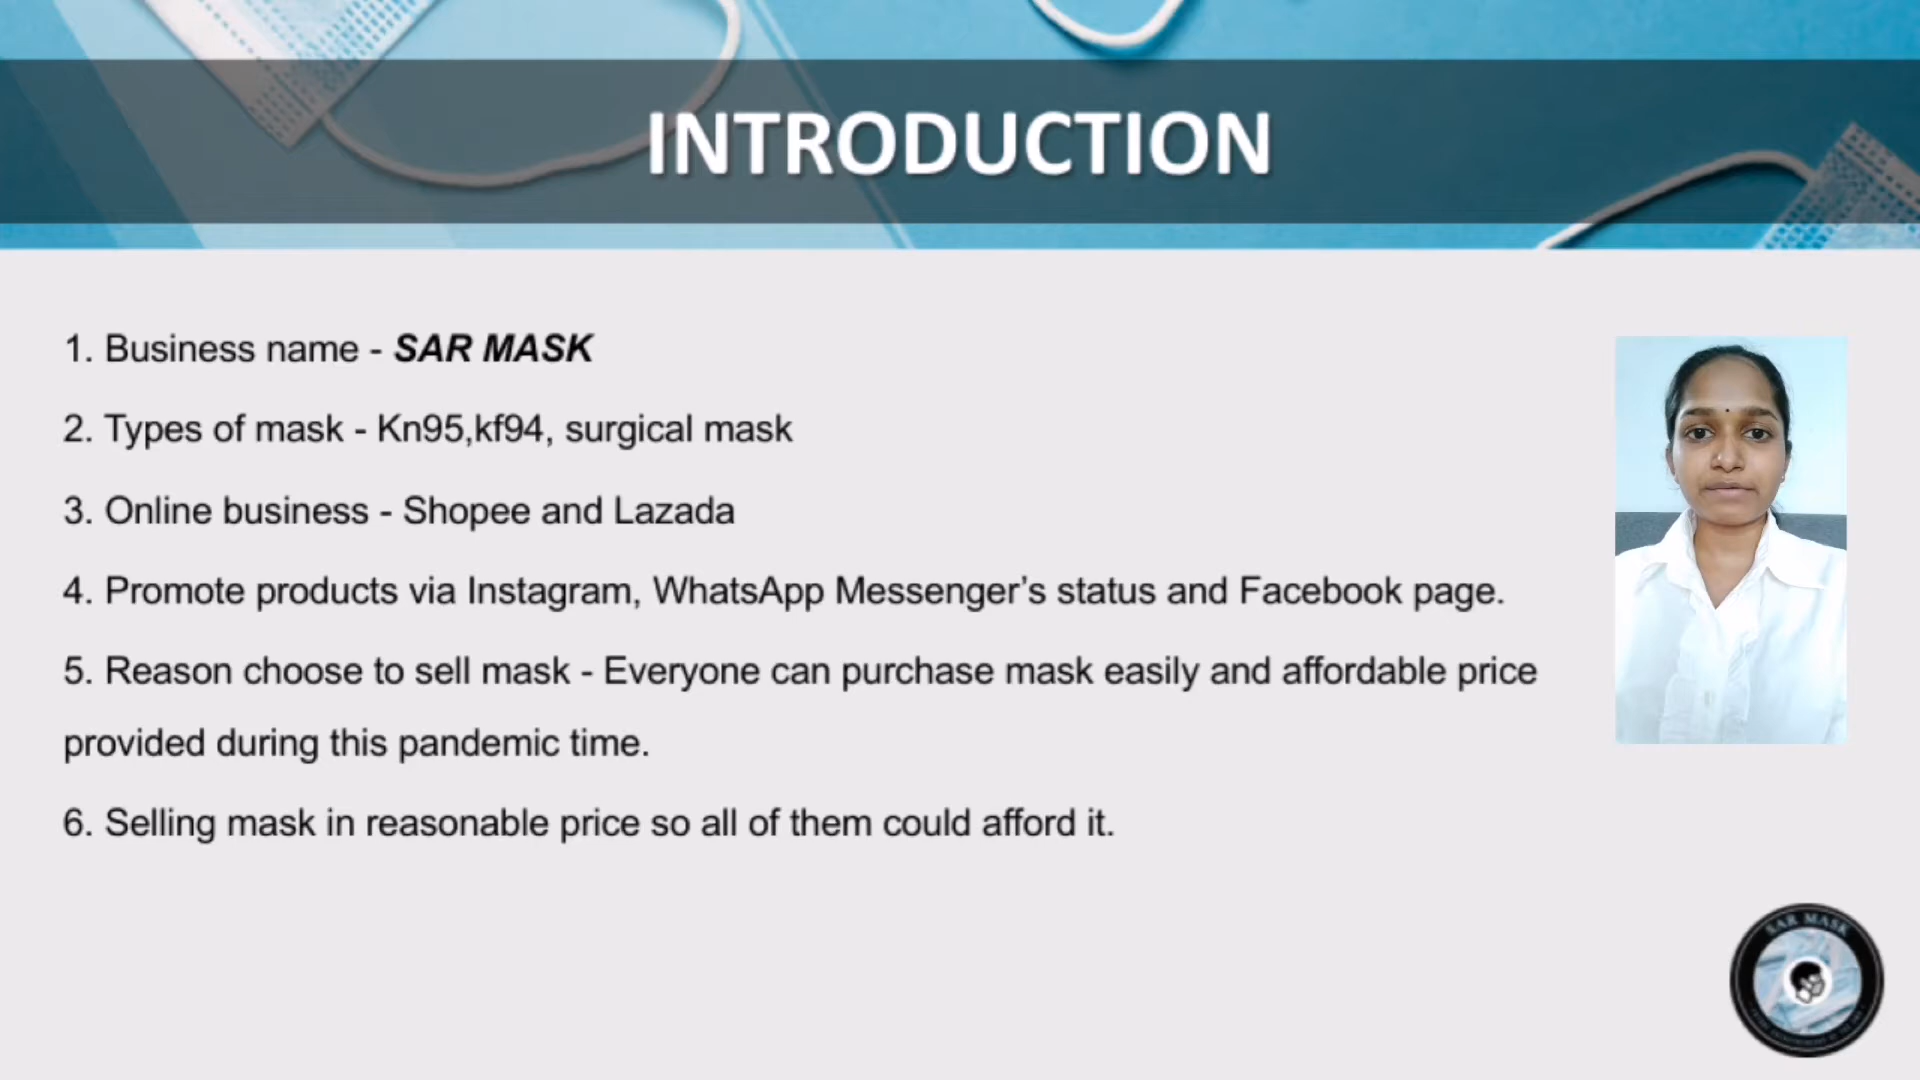 INTRODUCTION
1. Business name - SAR MASK
2. Types of mask - Kn95,kf94, surgical mask
3. Online business - Shopee and Lazada
4. Promote products via Instagram, WhatsApp Messenger’s status and Facebook page.
5. Reason choose to sell mask - Everyone can purchase mask easily and affordable price
provided during this pandemic time.
6. Selling mask in reasonable price so all of them could afford it.
SAR MASK